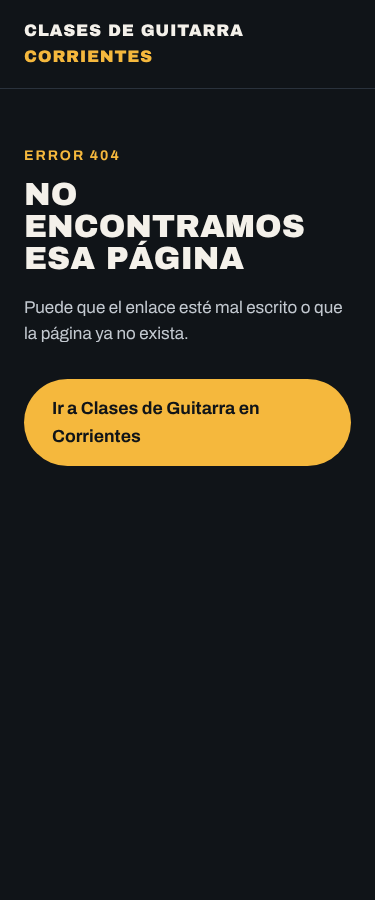 CLASES DE GUITARRA
CORRIENTES
ERROR 404
NO
ENCONTRAMOS
ESA PÁGINA
Puede que el enlace esté mal escrito o que
la página ya no exista.
Ir a Clases de Guitarra en
Corrientes